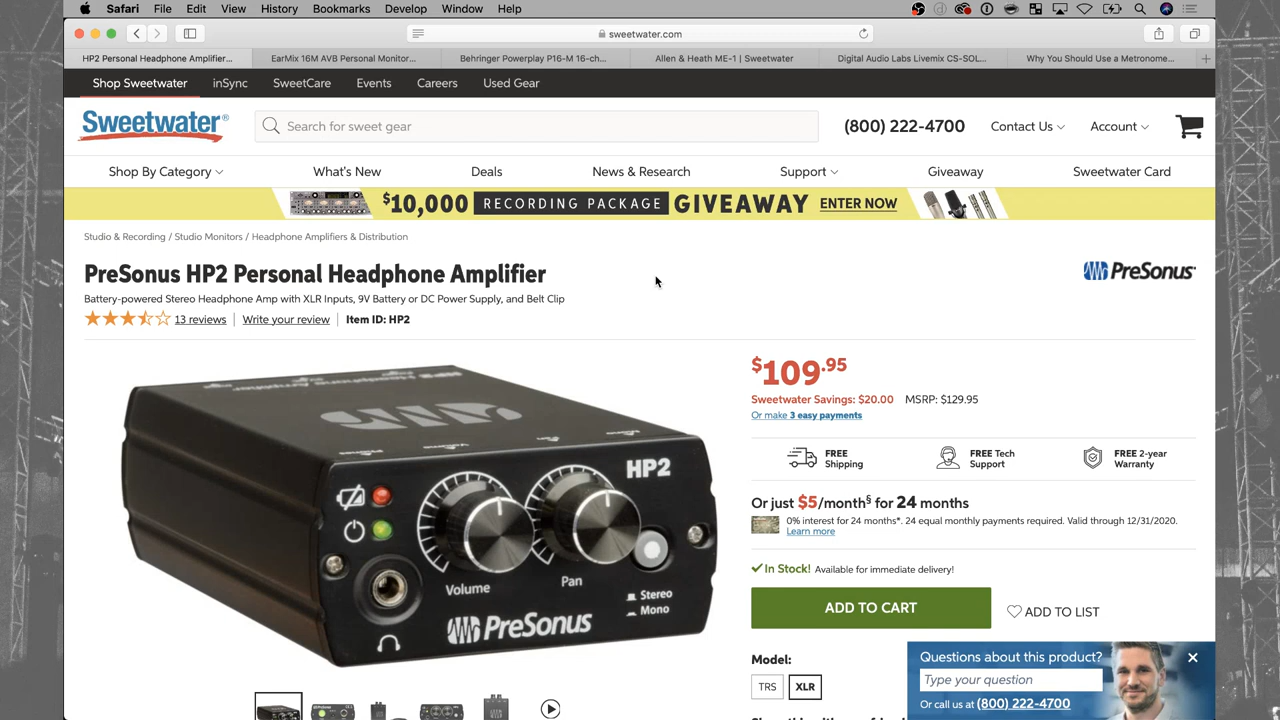 Safari File Edit View History Bookmarks Develop Window Help
sweetwater.com
HP2 Personal Headphone Amplifier...
EarMix 16M AVB Personal Monitor...
Behringer Powerplay P16-M 16-ch...
Allen & Heath ME-1 | Sweetwater
Digital Audio Labs Livemix CS-SOL...
Why You Should Use a Metronome...
Shop Sweetwater inSync SweetCare Events Careers Used Gear
Sweetwater®
Search for sweet gear
(800) 222-4700
Contact Us
Account
Shop By Category What's New Deals News & Research Support Giveaway Sweetwater Card
$10,000 RECORDING PACKAGE GIVEAWAY ENTER NOW
Studio & Recording / Studio Monitors / Headphone Amplifiers & Distribution
PreSonus HP2 Personal Headphone Amplifier
PreSonus
Battery-powered Stereo Headphone Amp with XLR Inputs, 9V Battery or DC Power Supply, and Belt Clip
13 reviews | Write your review | Item ID: HP2
$109.95
Sweetwater Savings: $20.00 MSRP: $129.95
Or make 3 easy payments
FREE Shipping
FREE Tech Support
FREE 2-year Warranty
Or just $5/month§ for 24 months
0% interest for 24 months*. 24 equal monthly payments required. Valid through 12/31/2020.
Learn more
In Stock! Available for immediate delivery!
ADD TO CART
ADD TO LIST
Model:
TRS XLR
HP2
Volume
Pan
Stereo
Mono
PreSonus
Questions about this product?
Type your question
Or call us at (800) 222-4700